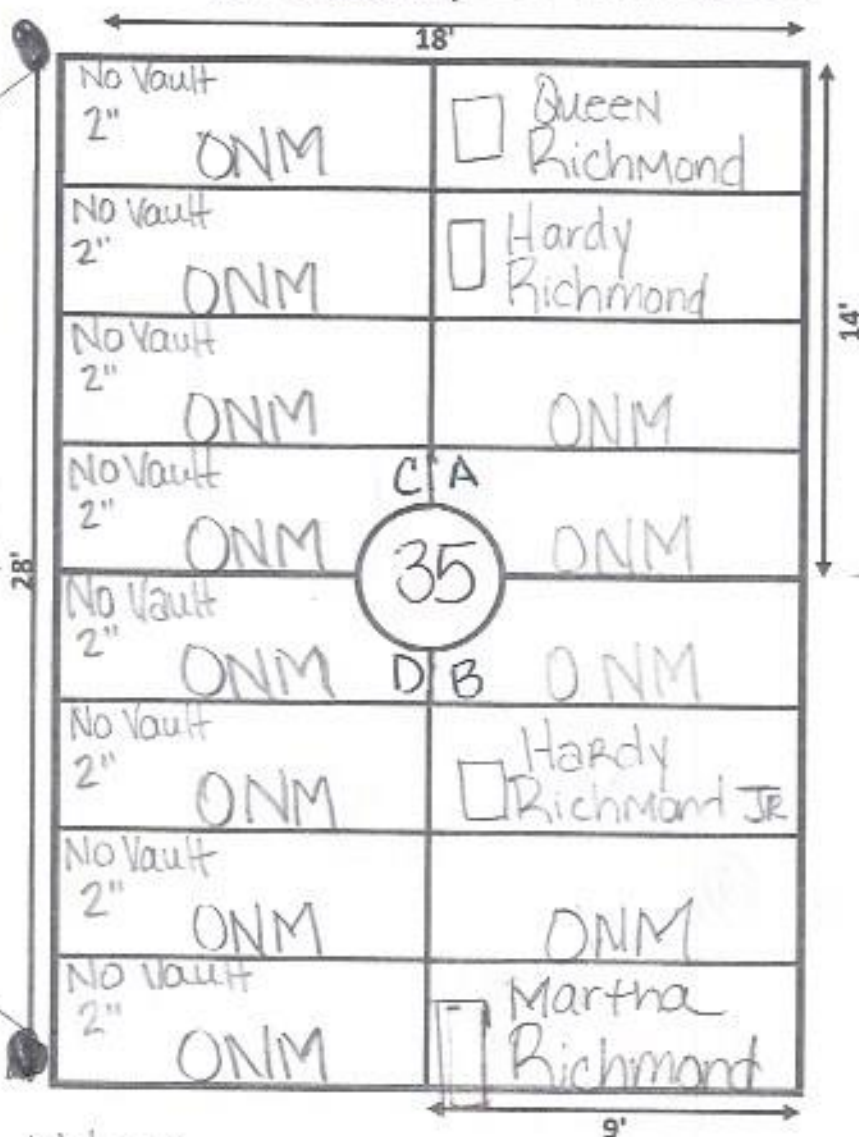 18'
No Vault
2"
ONM
Queen
Richmond
No Vault
2"
ONM
Hardy
Richmond
14'
No Vault
2"
ONM
ONM
No Vault
2"
ONM
C A
ONM
35
28'
No Vault
2"
ONM
D B
ONM
No Vault
2"
ONM
Hardy
Richmond JR
No Vault
2"
ONM
ONM
No Vault
2"
ONM
Martha
Richmond
9'